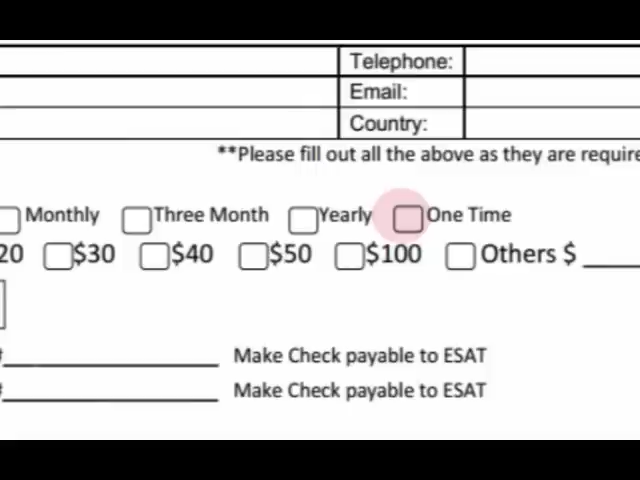 Telephone:
Email:
Country:
**Please fill out all the above as they are require
Monthly Three Month Yearly One Time
20 $30 $40 $50 $100 Others $
Make Check payable to ESAT
Make Check payable to ESAT